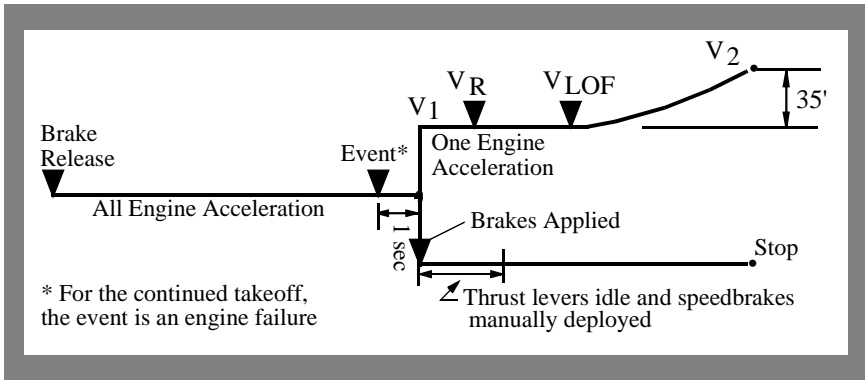 V2
VR
VLOF
35'
V1
Brake
Release
Event*
One Engine
Acceleration
All Engine Acceleration
Brakes Applied
1 sec
Stop
* For the continued takeoff,
the event is an engine failure
Thrust levers idle and speedbrakes
manually deployed